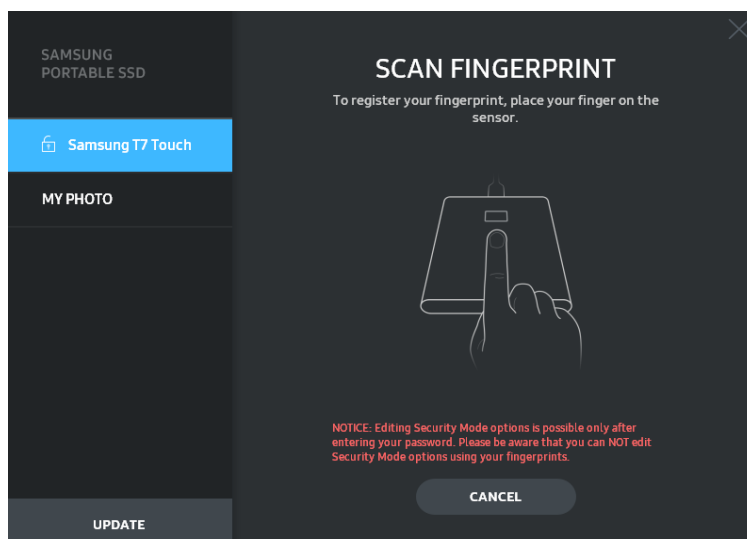 SAMSUNG
PORTABLE SSD
Samsung T7 Touch
MY PHOTO
UPDATE
SCAN FINGERPRINT
To register your fingerprint, place your finger on the
sensor.
NOTICE: Editing Security Mode options is possible only after
entering your password. Please be aware that you can NOT edit
Security Mode options using your fingerprints.
CANCEL